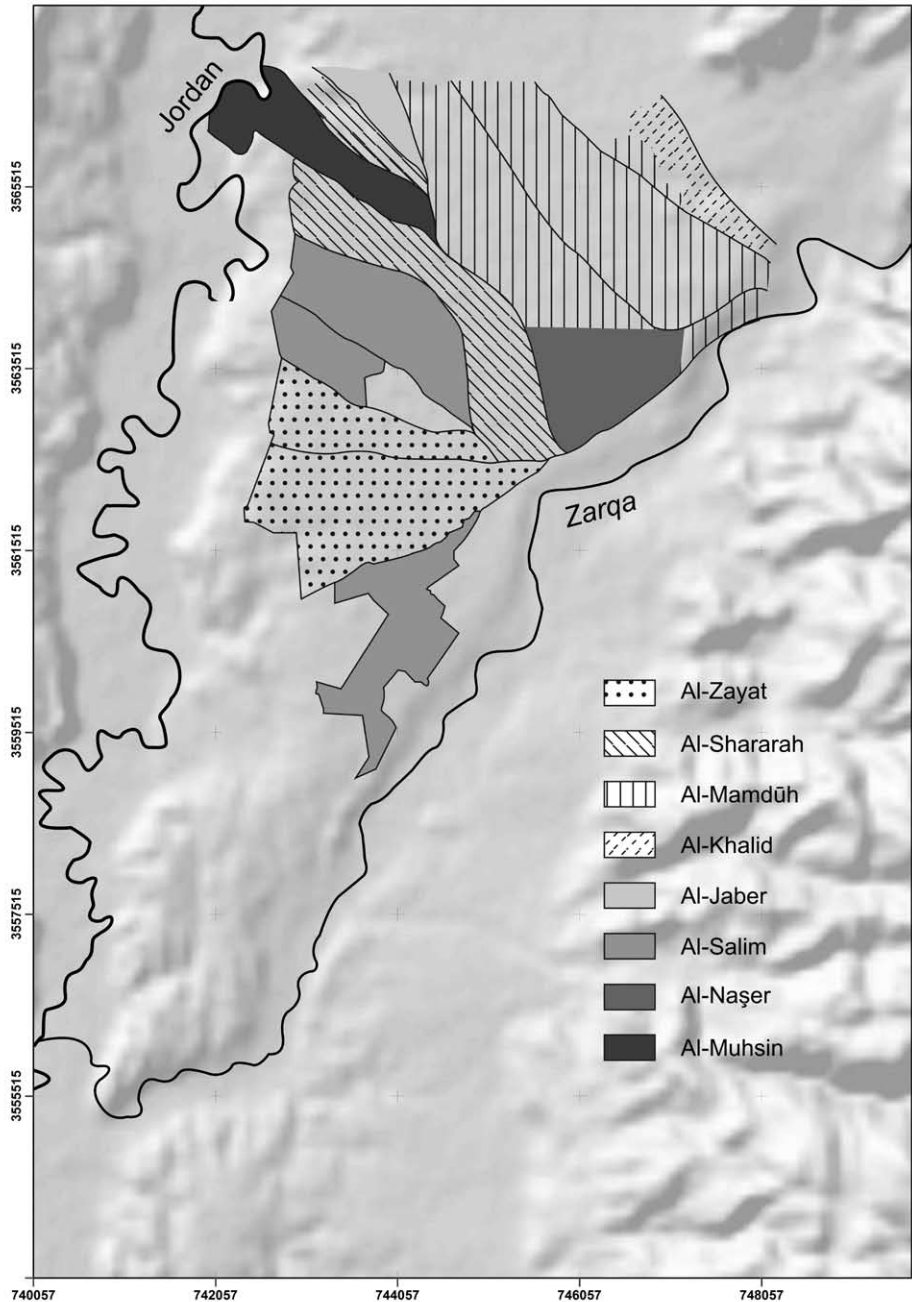 Jordan
3565515
3563515
Zarqa
3561515
3559515
3557515
3555515
Al-Zayat
Al-Shararah
Al-Mamdūh
Al-Khalid
Al-Jaber
Al-Salim
Al-Naşer
Al-Muhsin
740057 742057 744057 746057 748057